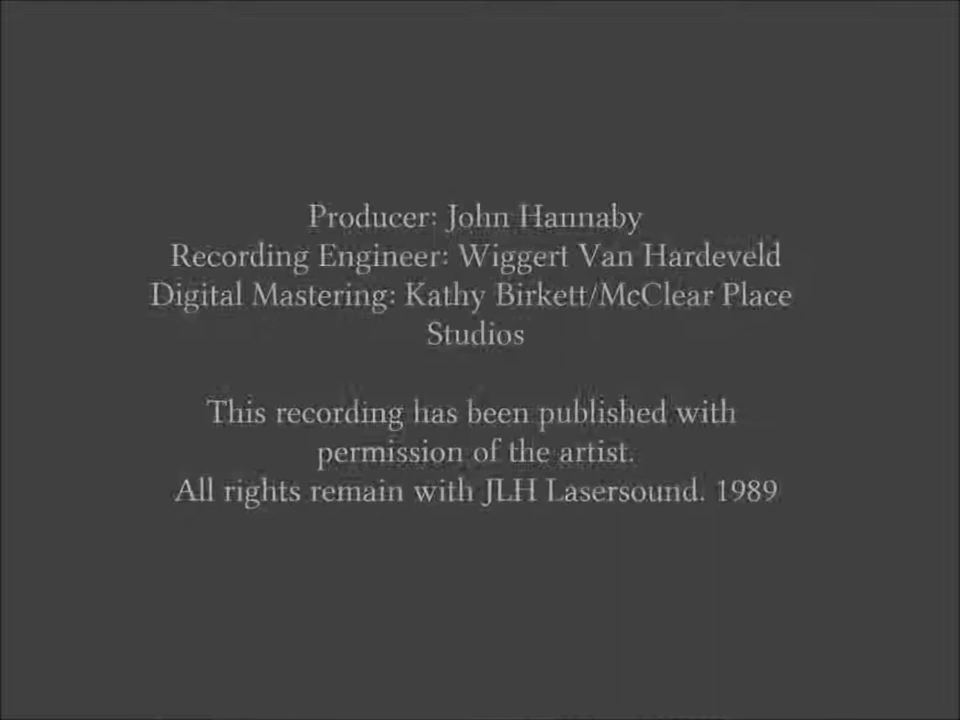 Producer: John Hannaby
Recording Engineer: Wiggert Van Hardeveld
Digital Mastering: Kathy Birkett/McClear Place
Studios
This recording has been published with
permission of the artist.
All rights remain with JLH Lasersound. 1989